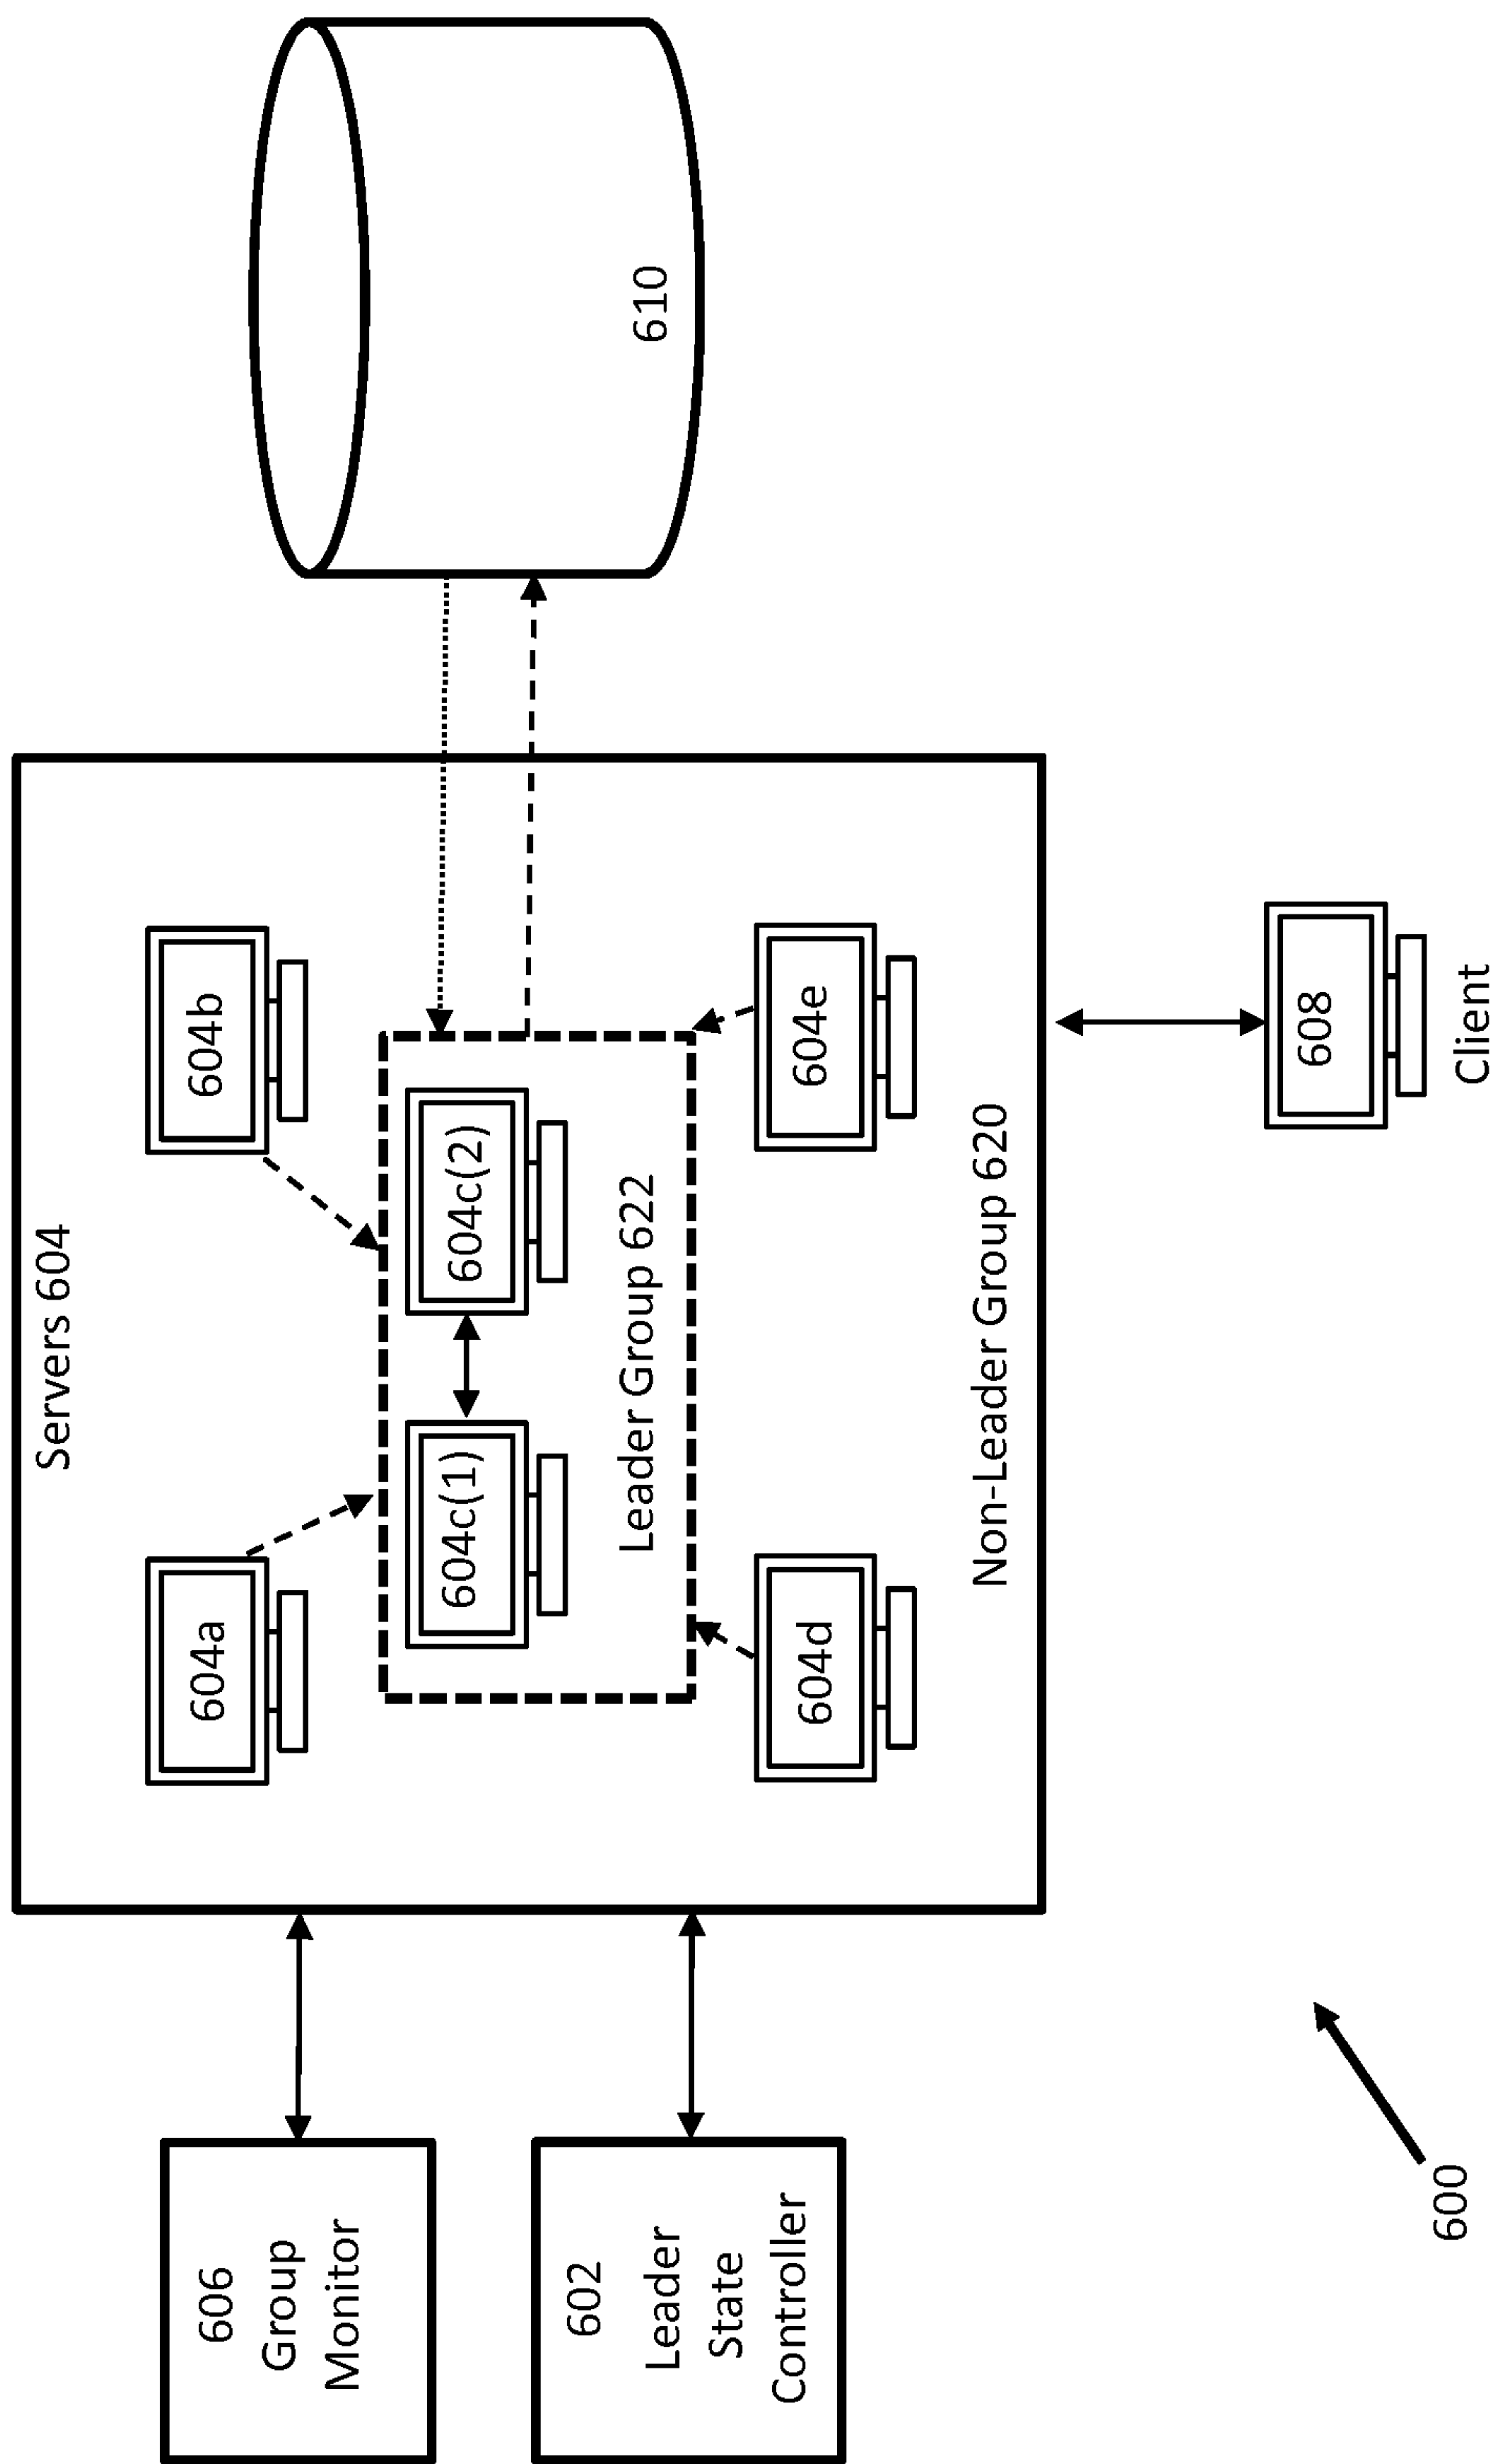 Servers 604
606
Group
Monitor
602
Leader
State
Controller
604a
604b
604c(1)
604c(2)
Leader Group 622
604d
604e
Non-Leader Group 620
610
608
Client
600